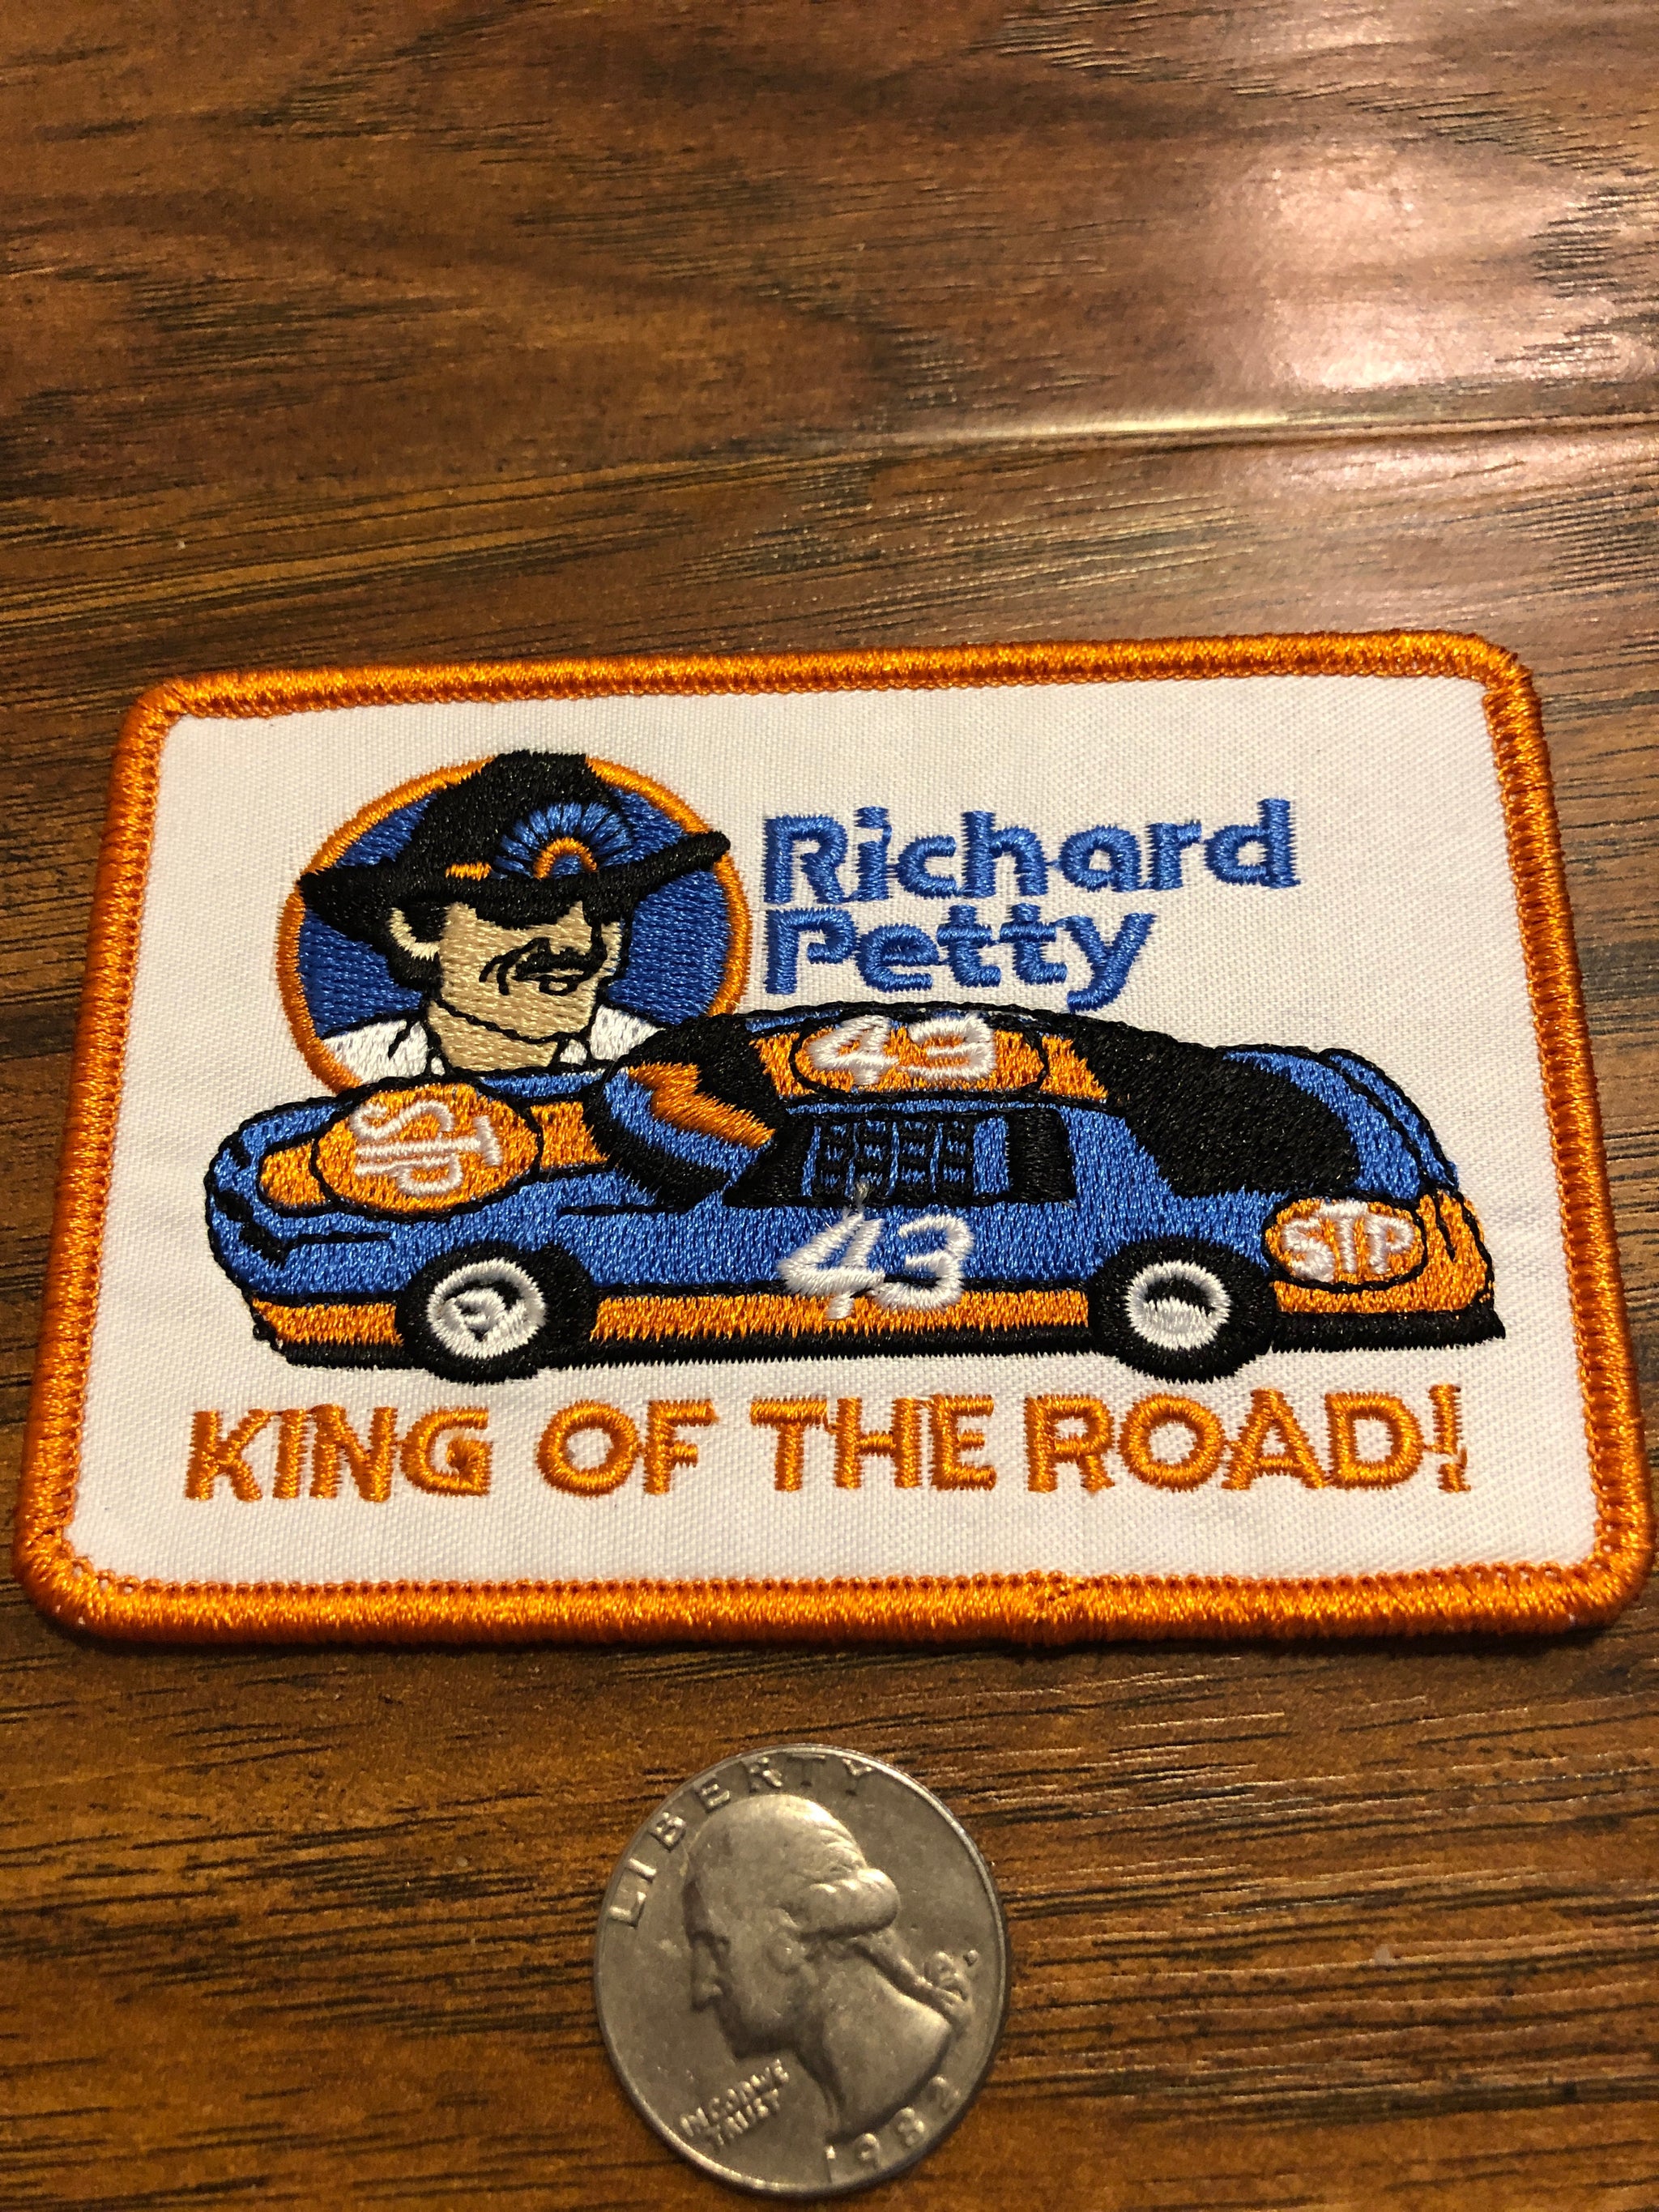 Richard
Petty
43
STP
43
STP
KING OF THE ROAD!
LIBERTY
IN GOD WE
TRUST
1982